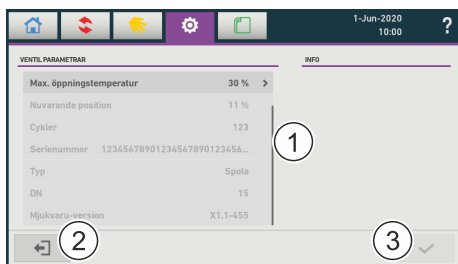 1-Jun-2020
10:00
?
VENTIL PARAMETRAR
INFO
Max. öppningstemperatur 30 % >
Nuvarande position 11 %
Cykler 123
Serienummer 12345678901234567890123456...
Typ Spola
DN 15
Mjukvaru-version X1.1-455
1
2
3